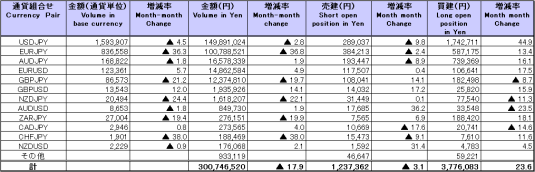 通貨組合せ 金額(通貨単位) 増減率 金額(円) 増減率 売建(円) 増減率 買建(円) 増減率
Currency Pair Volume in base currency Month-month Change Volume in Yen Month-month change Short open position in Yen Month-month Change Long open position in Yen Month-month Change
USDJPY 1,593,907 ▲ 4.5 149,891,024 ▲ 2.8 289,037 ▲ 9.8 1,742,711 44.9
EURJPY 836,558 ▲ 36.3 100,788,521 ▲ 36.8 384,213 ▲ 2.4 587,175 13.4
AUDJPY 168,822 ▲ 1.8 16,578,339 1.9 193,447 ▲ 8.9 739,369 16.1
EURUSD 123,361 5.7 14,862,584 4.9 117,507 0.4 106,641 17.5
GBPJPY 86,573 ▲ 21.2 12,374,810 ▲ 19.7 108,041 14.1 182,498 ▲ 8.7
GBPUSD 13,543 12.0 1,935,926 14.1 14,032 17.2 25,820 15.9
NZDJPY 20,494 ▲ 24.4 1,618,207 ▲ 22.1 31,449 0.1 77,540 ▲ 11.3
AUDUSD 8,653 ▲ 1.8 849,730 1.9 17,685 36.2 33,548 ▲ 23.5
ZARJPY 27,004 ▲ 19.4 276,151 ▲ 19.9 7,565 6.9 188,420 18.1
CADJPY 2,946 0.8 273,565 4.0 10,669 ▲ 17.6 20,741 ▲ 14.6
CHFJPY 1,901 ▲ 38.0 188,469 ▲ 38.0 15,473 ▲ 9.1 7,610 11.6
NZDUSD 2,229 ▲ 0.9 176,068 2.1 1,592 31.4 4,783 4.5
その他 933,119 46,647 59,221
計 300,746,520 ▲ 17.9 1,237,362 ▲ 3.1 3,776,083 23.6